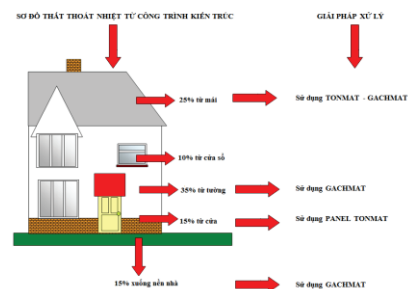 SƠ ĐỒ THẤT THOÁT NHIỆT TỪ CÔNG TRÌNH KIẾN TRÚC
GIẢI PHÁP XỬ LÝ
25% từ mái
Sử dụng TONMAT - GACHMAT
10% từ cửa sổ
35% từ tường
Sử dụng GACHMAT
15% từ cửa
Sử dụng PANEL TONMAT
15% xuống nền nhà
Sử dụng GACHMAT